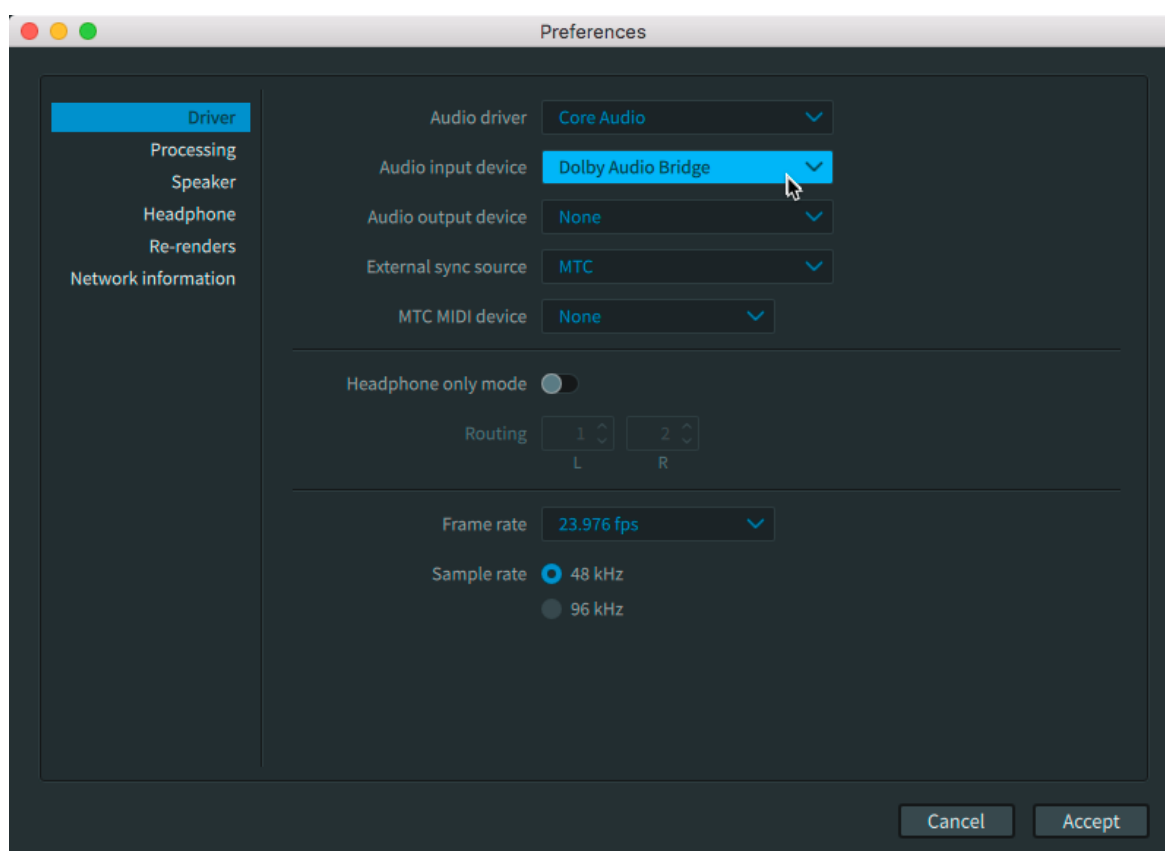 Preferences
Driver
Processing
Speaker
Headphone
Re-renders
Network information
Audio driver Core Audio
Audio input device Dolby Audio Bridge
Audio output device None
External sync source MTC
MTC MIDI device None
Headphone only mode
Routing 1 2
L R
Frame rate 23.976 fps
Sample rate 48 kHz
96 kHz
Cancel Accept